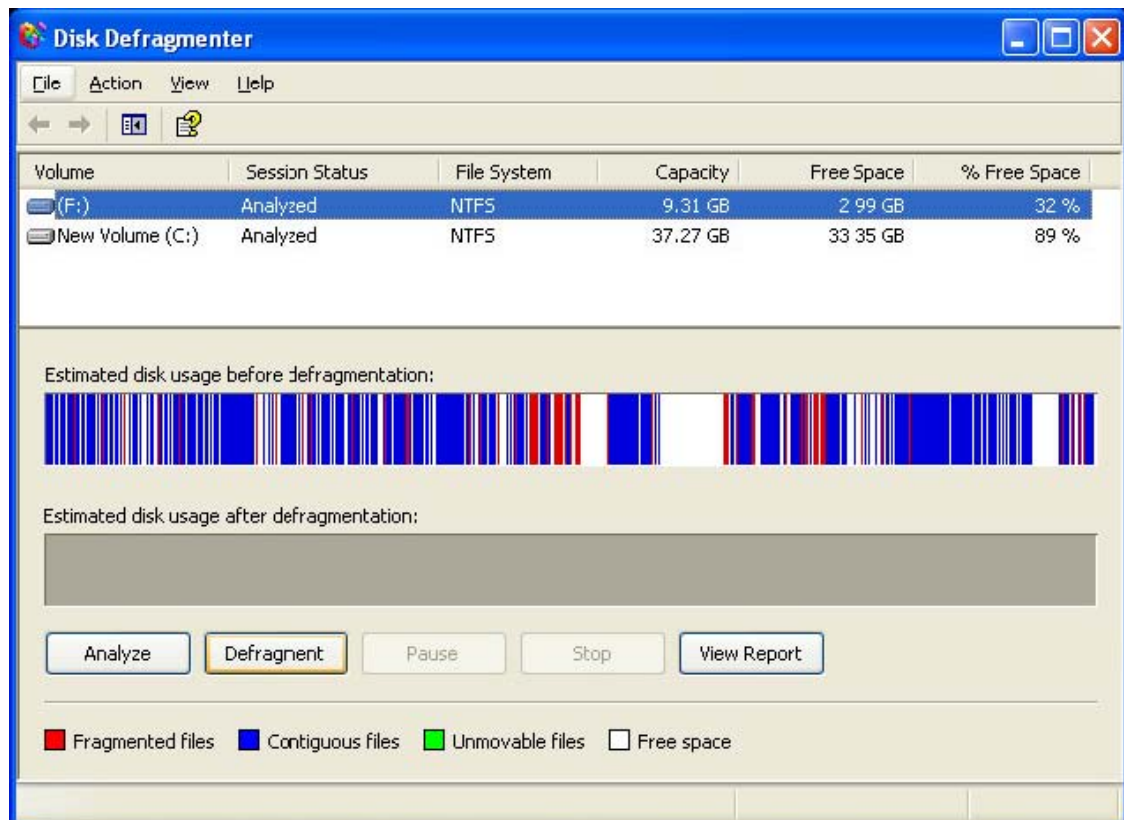 Disk Defragmenter
File Action View Help
Volume Session Status File System Capacity Free Space % Free Space
(F:) Analyzed NTFS 9.31 GB 2 99 GB 32 %
New Volume (C:) Analyzed NTFS 37.27 GB 33 35 GB 89 %
Estimated disk usage before defragmentation:
Estimated disk usage after defragmentation:
Analyze Defragment Pause Stop View Report
Fragmented files Contiguous files Unmovable files Free space